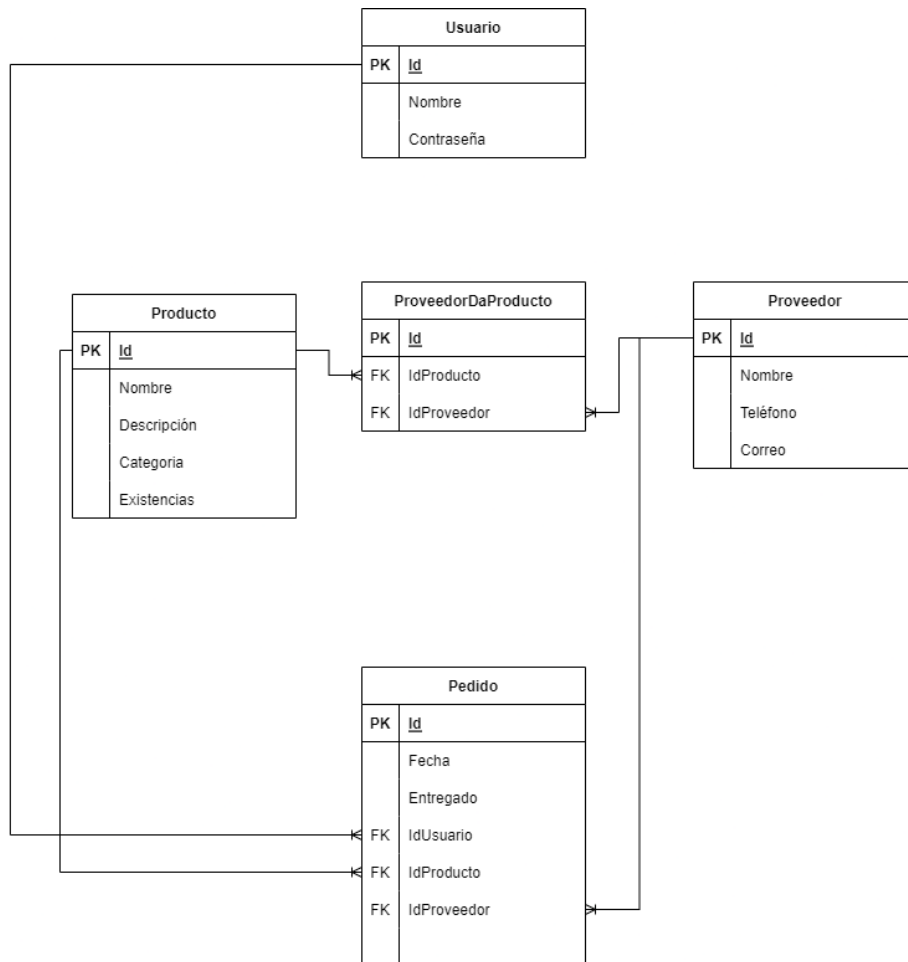 Usuario
PK Id
Nombre
Contraseña
Producto
PK Id
Nombre
Descripción
Categoria
Existencias
ProveedorDaProducto
PK Id
FK IdProducto
FK IdProveedor
Proveedor
PK Id
Nombre
Teléfono
Correo
Pedido
PK Id
Fecha
Entregado
FK IdUsuario
FK IdProducto
FK IdProveedor